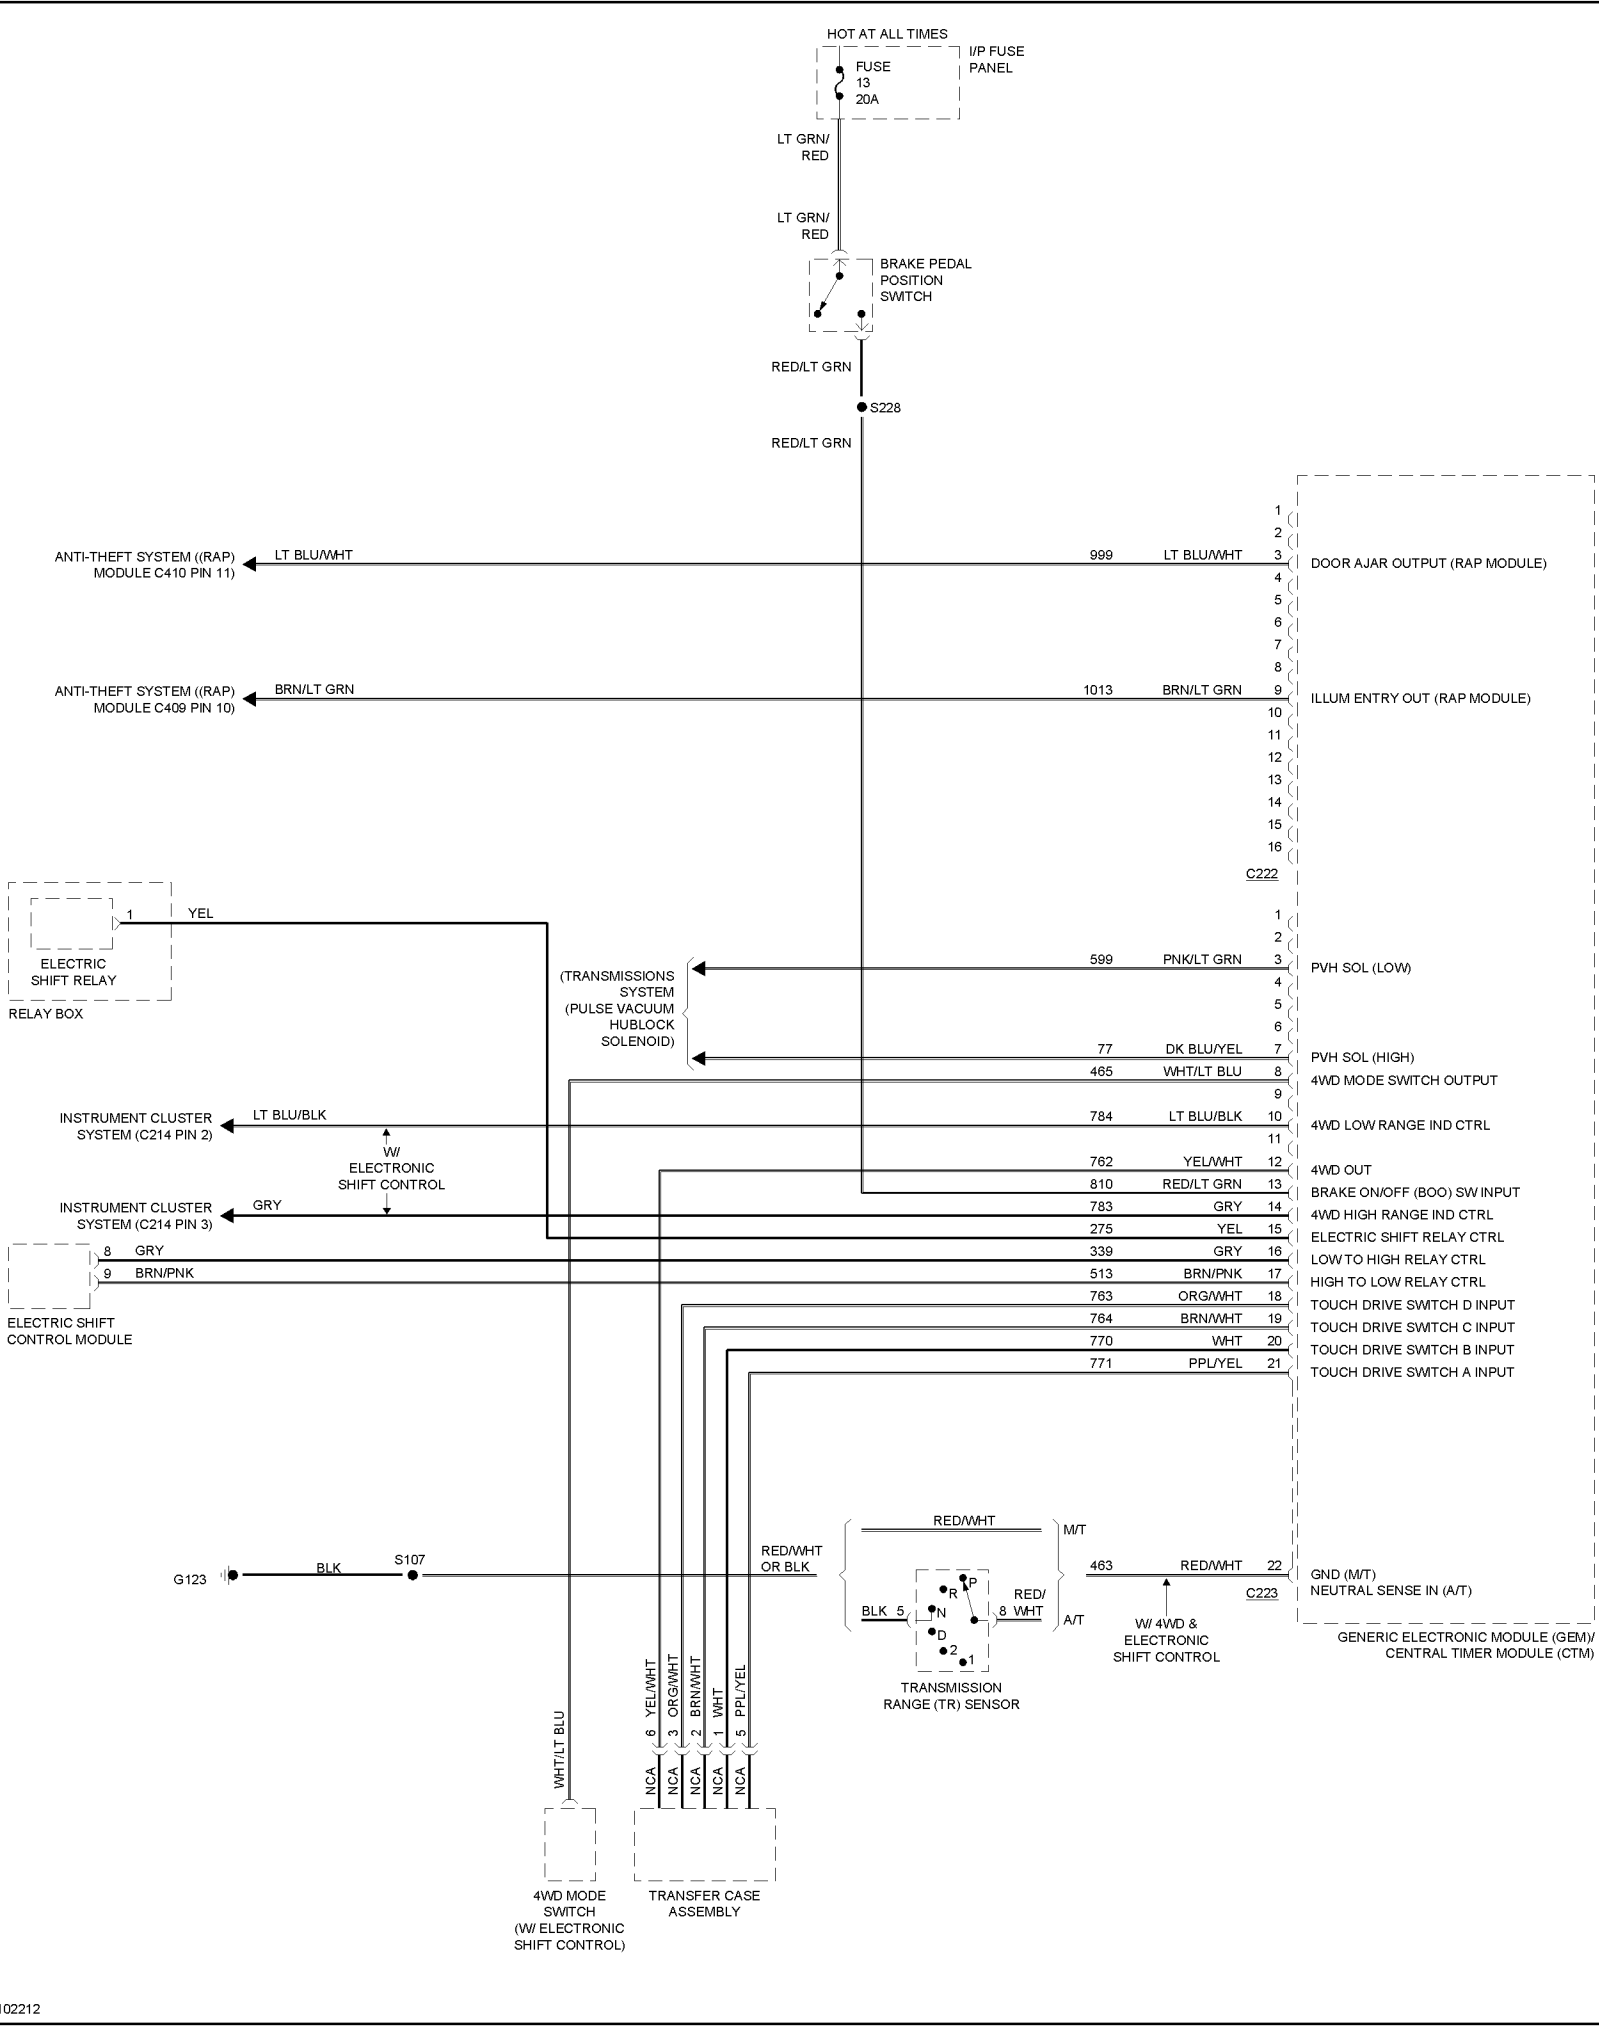 HOT AT ALL TIMES
I/P FUSE
PANEL
FUSE
13
20A
LT GRN/
RED
LT GRN/
RED
BRAKE PEDAL
POSITION
SWITCH
RED/LT GRN
S228
RED/LT GRN
1
2
ANTI-THEFT SYSTEM ((RAP)
MODULE C410 PIN 11)
LT BLU/WHT 999 LT BLU/WHT 3 DOOR AJAR OUTPUT (RAP MODULE)
4
5
6
7
8
ANTI-THEFT SYSTEM ((RAP)
MODULE C409 PIN 10)
BRN/LT GRN 1013 BRN/LT GRN 9 ILLUM ENTRY OUT (RAP MODULE)
10
11
12
13
14
15
16
C222
1 YEL
ELECTRIC
SHIFT RELAY
RELAY BOX
1
2
(TRANSMISSIONS
SYSTEM
(PULSE VACUUM
HUBLOCK
SOLENOID)
599 PNK/LT GRN 3 PVH SOL (LOW)
4
5
6
77 DK BLU/YEL 7 PVH SOL (HIGH)
465 WHT/LT BLU 8 4WD MODE SWITCH OUTPUT
9
INSTRUMENT CLUSTER
SYSTEM (C214 PIN 2)
LT BLU/BLK 784 LT BLU/BLK 10 4WD LOW RANGE IND CTRL
11
W/
ELECTRONIC
SHIFT CONTROL
762 YEL/WHT 12 4WD OUT
810 RED/LT GRN 13 BRAKE ON/OFF (BOO) SW INPUT
INSTRUMENT CLUSTER
SYSTEM (C214 PIN 3)
GRY 783 GRY 14 4WD HIGH RANGE IND CTRL
275 YEL 15 ELECTRIC SHIFT RELAY CTRL
8 GRY 339 GRY 16 LOW TO HIGH RELAY CTRL
9 BRN/PNK 513 BRN/PNK 17 HIGH TO LOW RELAY CTRL
ELECTRIC SHIFT
CONTROL MODULE
763 ORG/WHT 18 TOUCH DRIVE SWITCH D INPUT
764 BRN/WHT 19 TOUCH DRIVE SWITCH C INPUT
770 WHT 20 TOUCH DRIVE SWITCH B INPUT
771 PPL/YEL 21 TOUCH DRIVE SWITCH A INPUT
G123
BLK
S107
RED/WHT
OR BLK
RED/WHT
M/T
BLK 5
P
R
N
D
2
1
8
RED/
WHT
A/T
TRANSMISSION
RANGE (TR) SENSOR
463 RED/WHT 22
C223
GND (M/T)
NEUTRAL SENSE IN (A/T)
W/ 4WD &
ELECTRONIC
SHIFT CONTROL
GENERIC ELECTRONIC MODULE (GEM)/
CENTRAL TIMER MODULE (CTM)
WHT/LT BLU
6 YEL/WHT
3 ORG/WHT
2 BRN/WHT
1 WHT
5 PPL/YEL
NCA
NCA
NCA
NCA
NCA
4WD MODE
SWITCH
(W/ ELECTRONIC
SHIFT CONTROL)
TRANSFER CASE
ASSEMBLY
102212